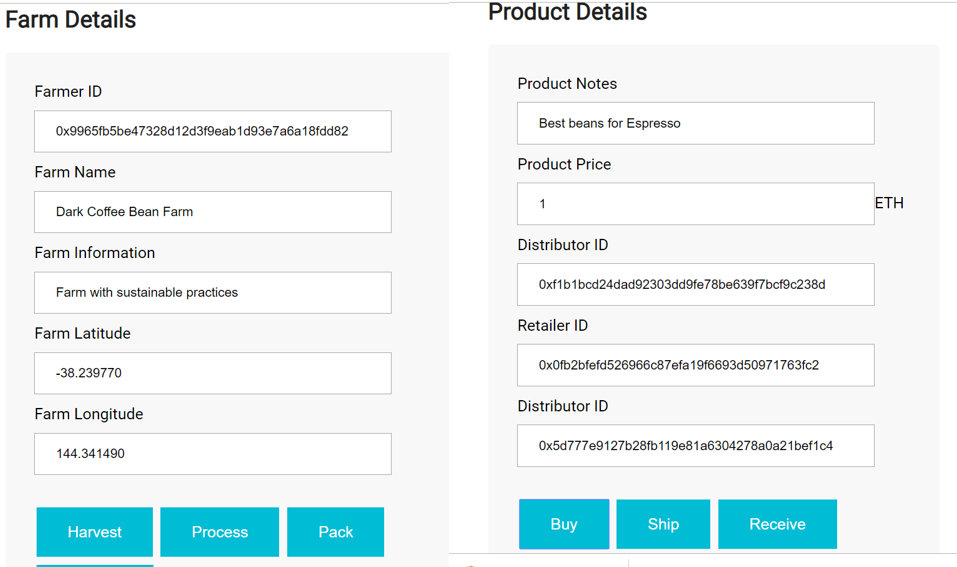 Farm Details
Farmer ID
0x9965fb5be47328d12d3f9eab1d93e7a6a18fdd82
Farm Name
Dark Coffee Bean Farm
Farm Information
Farm with sustainable practices
Farm Latitude
-38.239770
Farm Longitude
144.341490
Harvest Process Pack
Product Details
Product Notes
Best beans for Espresso
Product Price
1 ETH
Distributor ID
0xf1b1bcd24dad92303dd9fe78be639f7bcf9c238d
Retailer ID
0x0fb2bfefd526966c87efa19f6693d50971763fc2
Distributor ID
0x5d777e9127b28fb119e81a6304278a0a21bef1c4
Buy Ship Receive